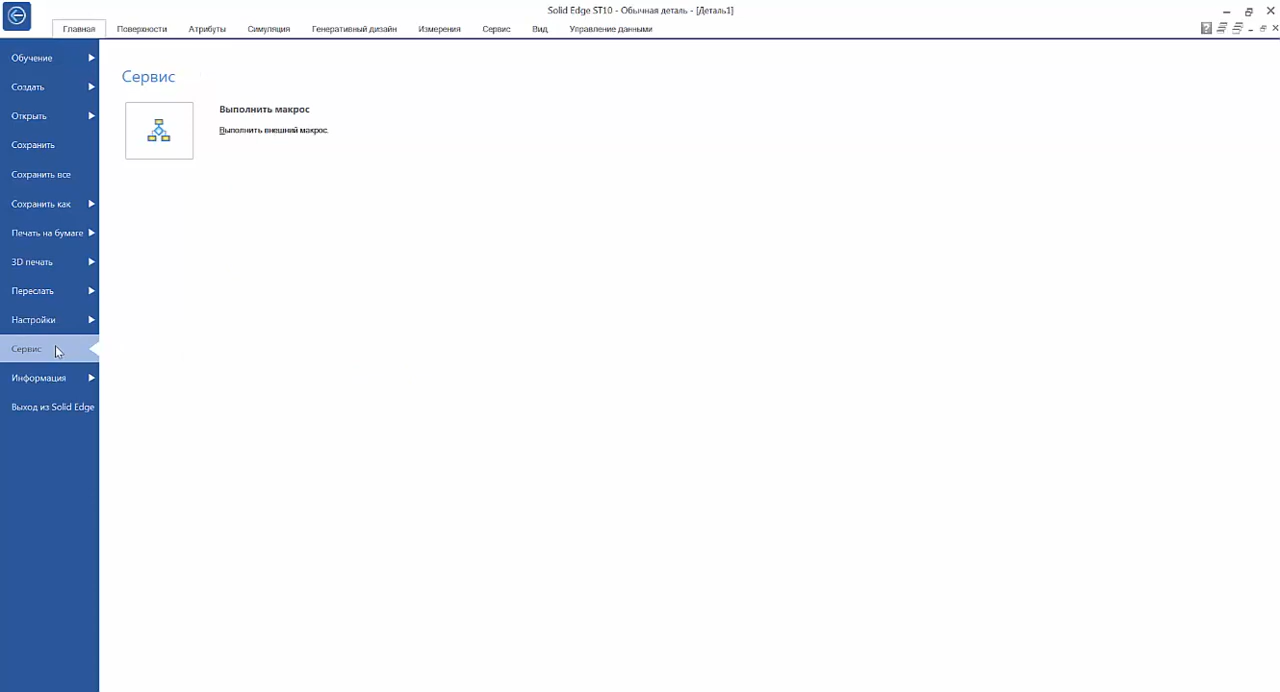 Solid Edge ST10 - Обычная деталь - [Деталь1]
Главная Поверхности Атрибуты Симуляция Генеративный дизайн Измерения Сервис Вид Управление данными
Обучение
Создать
Открыть
Сохранить
Сохранить все
Сохранить как
Печать на бумаге
3D печать
Переслать
Настройки
Сервис
Информация
Выход из Solid Edge
Сервис
Выполнить макрос
Выполнить внешний макрос.